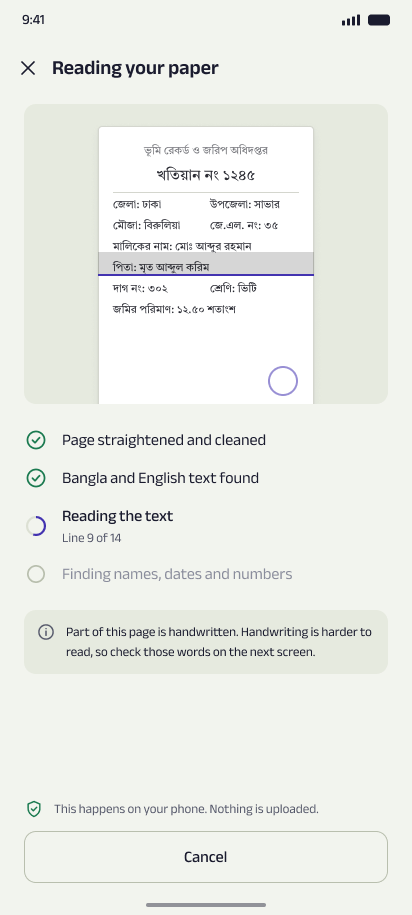 9:41
Reading your paper
ভূমি রেকর্ড ও জরিপ অধিদপ্তর
খতিয়ান নং ১২৪৫
জেলা: ঢাকা উপজেলা: সাভার
মৌজা: বিরুলিয়া জে.এল. নং: ৩৫
মালিকের নাম: মোঃ আব্দুর রহমান
পিতা: মৃত আব্দুল করিম
দাগ নং: ৩০২ শ্রেণি: ভিটি
জমির পরিমাণ: ১২.৫০ শতাংশ
Page straightened and cleaned
Bangla and English text found
Reading the text
Line 9 of 14
Finding names, dates and numbers
Part of this page is handwritten. Handwriting is harder to
read, so check those words on the next screen.
This happens on your phone. Nothing is uploaded.
Cancel